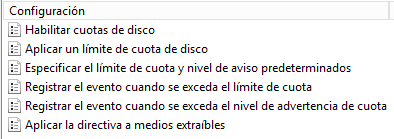 Configuración
Habilitar cuotas de disco
Aplicar un límite de cuota de disco
Especificar el límite de cuota y nivel de aviso predeterminados
Registrar el evento cuando se exceda el límite de cuota
Registrar el evento cuando se exceda el nivel de advertencia de cuota
Aplicar la directiva a medios extraíbles